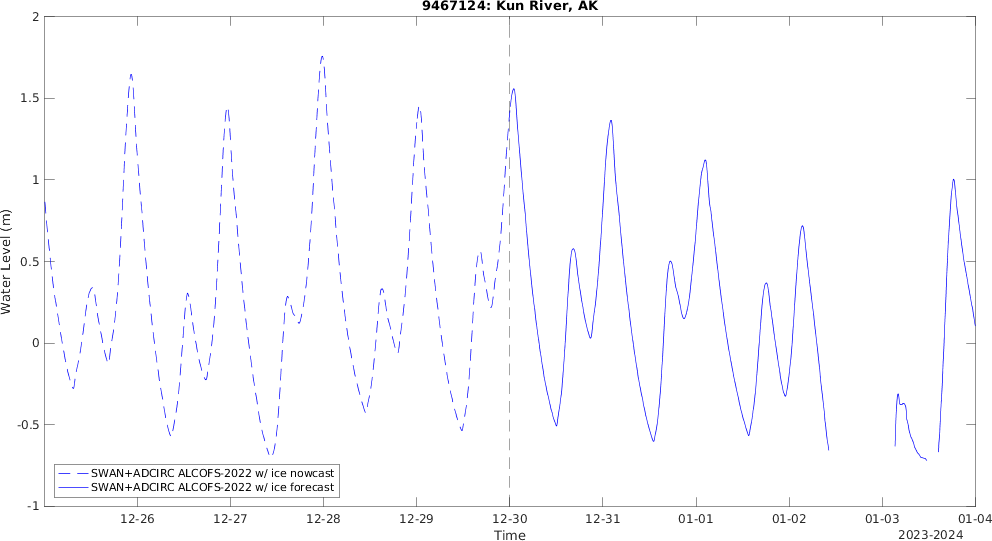 9467124: Kun River, AK
Water Level (m)
2
1.5
1
0.5
0
-0.5
-1
SWAN+ADCIRC ALCOFS-2022 w/ ice nowcast
SWAN+ADCIRC ALCOFS-2022 w/ ice forecast
12-26 12-27 12-28 12-29 12-30 12-31 01-01 01-02 01-03 01-04
Time
2023-2024